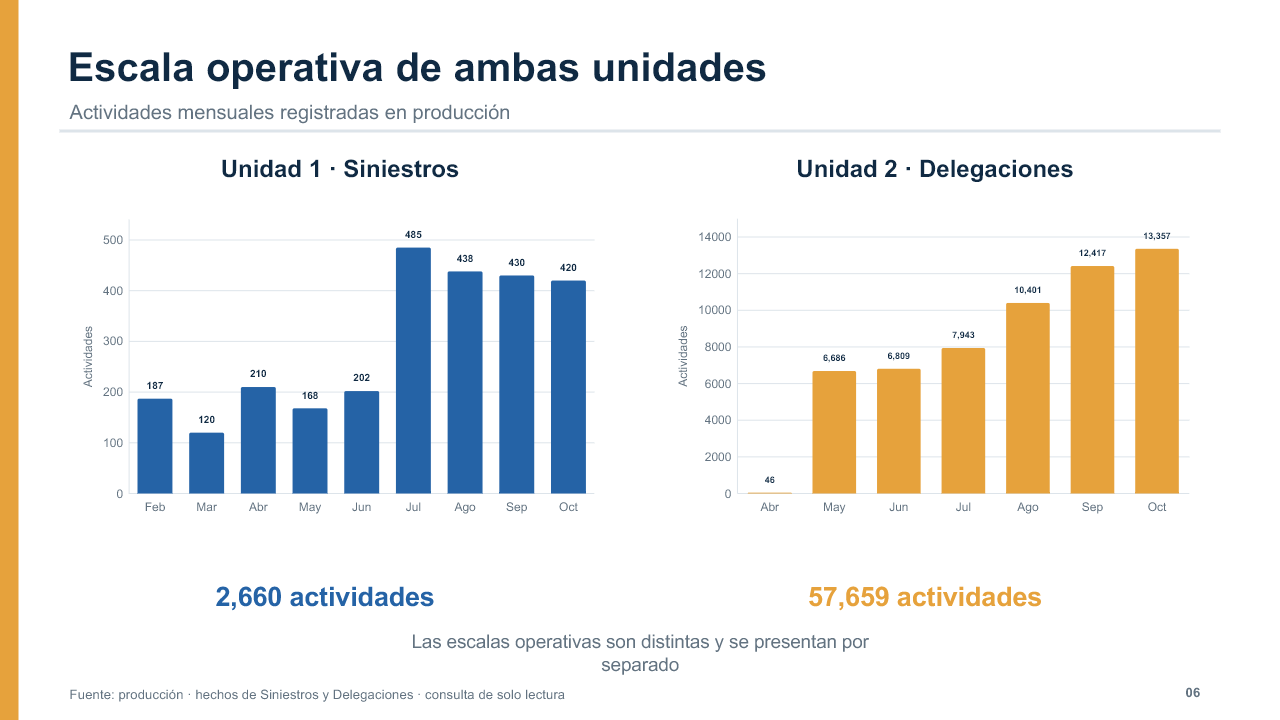 Escala operativa de ambas unidades
Actividades mensuales registradas en producción
Unidad 1 · Siniestros
Actividades
500
400
300
200
100
0
187
120
210
168
202
485
438
430
420
Feb
Mar
Abr
May
Jun
Jul
Ago
Sep
Oct
2,660 actividades
Unidad 2 · Delegaciones
Actividades
14000
12000
10000
8000
6000
4000
2000
0
46
6,686
6,809
7,943
10,401
12,417
13,357
Abr
May
Jun
Jul
Ago
Sep
Oct
57,659 actividades
Las escalas operativas son distintas y se presentan por
separado
Fuente: producción · hechos de Siniestros y Delegaciones · consulta de solo lectura
06